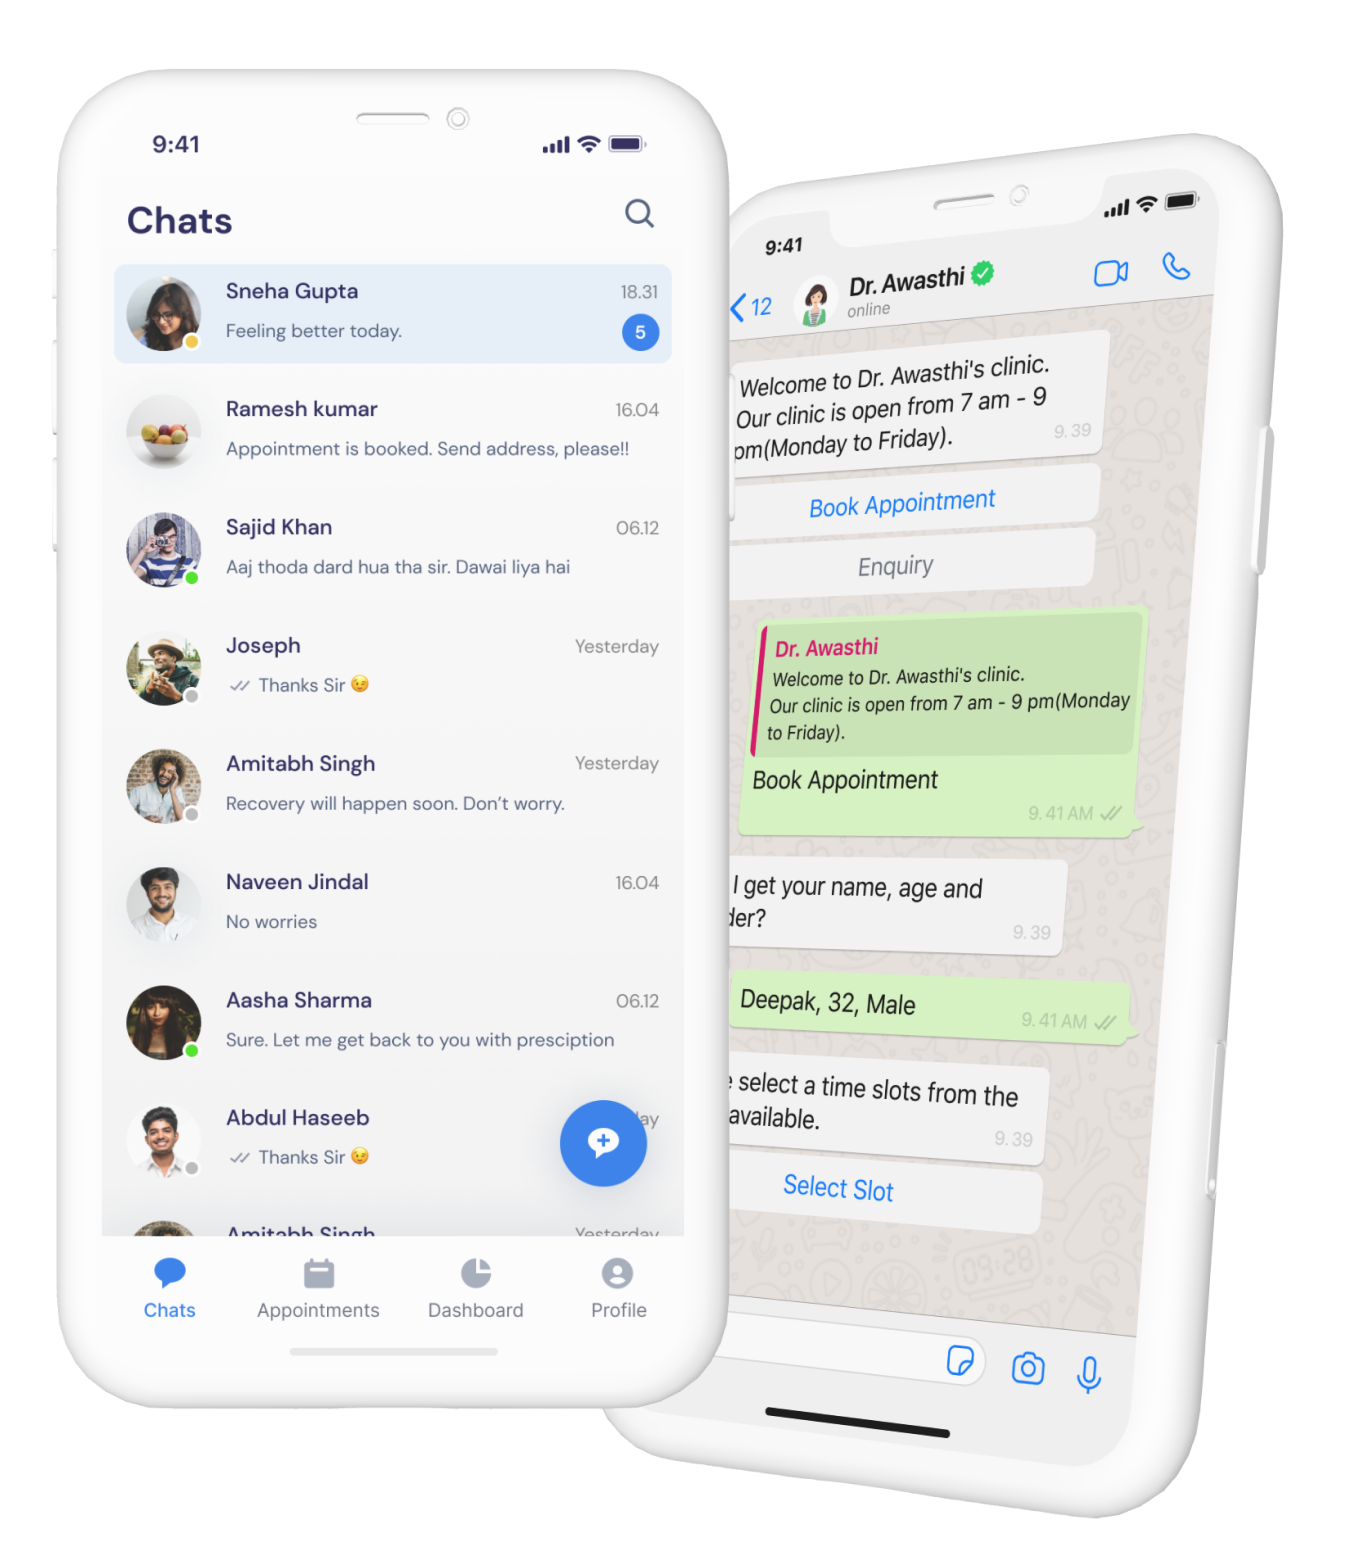 9:41
Chats
Sneha Gupta 18.31
Feeling better today. 5
Ramesh kumar 16.04
Appointment is booked. Send address, please!!
Sajid Khan 06.12
Aaj thoda dard hua tha sir. Dawai liya hai
Joseph Yesterday
Thanks Sir 😉
Amitabh Singh Yesterday
Recovery will happen soon. Don't worry.
Naveen Jindal 16.04
No worries
Aasha Sharma 06.12
Sure. Let me get back to you with presciption
Abdul Haseeb ay
Thanks Sir 😉
Amitabh Singh Yesterday
Chats Appointments Dashboard Profile
9:41
12 Dr. Awasthi
online
Welcome to Dr. Awasthi's clinic.
Our clinic is open from 7 am - 9
pm(Monday to Friday). 9.39
Book Appointment
Enquiry
Dr. Awasthi
Welcome to Dr. Awasthi's clinic.
Our clinic is open from 7 am - 9 pm(Monday
to Friday).
Book Appointment
9.41 AM
I get your name, age and
der? 9.39
Deepak, 32, Male 9.41 AM
select a time slots from the
available. 9.39
Select Slot
09:28